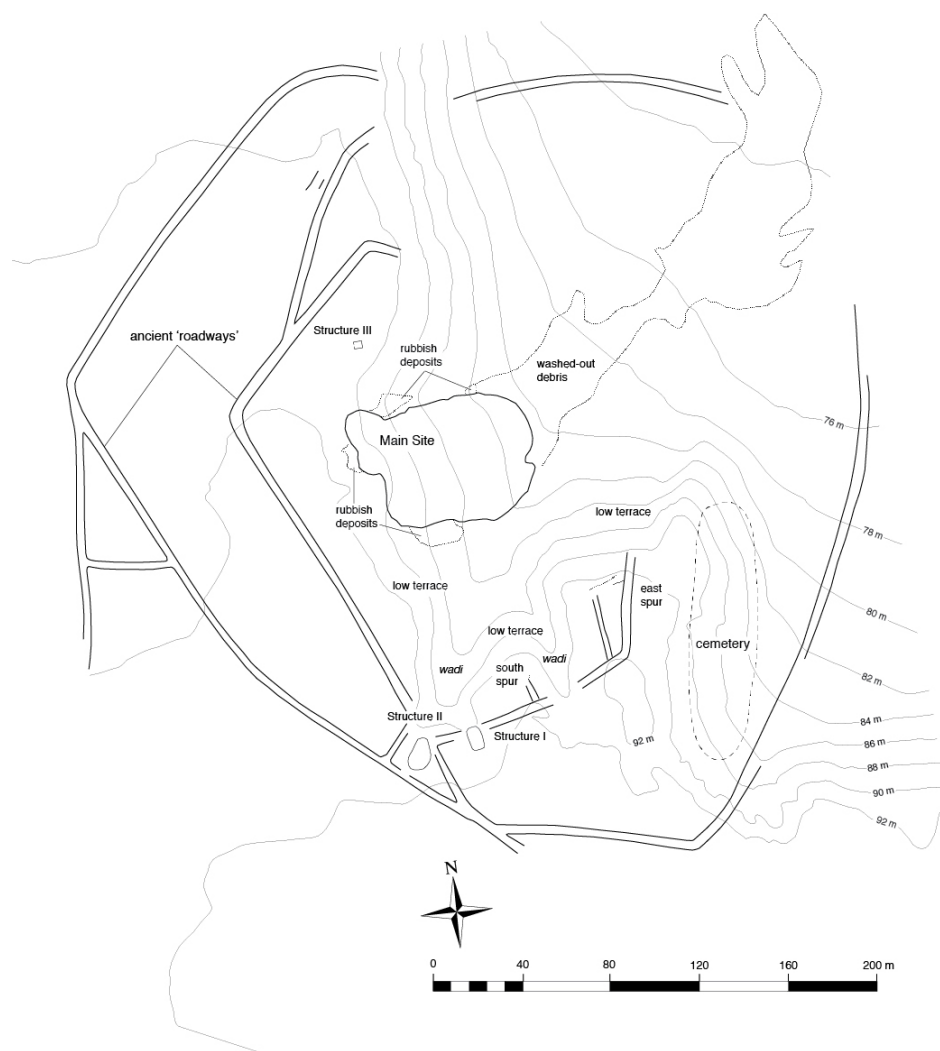 ancient ‘roadways’
Structure III
rubbish
deposits
washed-out
debris
Main Site
76 m
rubbish
deposits
low terrace
78 m
low terrace
east
spur
80 m
low terrace
cemetery
wadi
wadi
south
spur
82 m
Structure II
Structure I
92 m
84 m
86 m
88 m
90 m
92 m
N
0
40
80
120
160
200 m